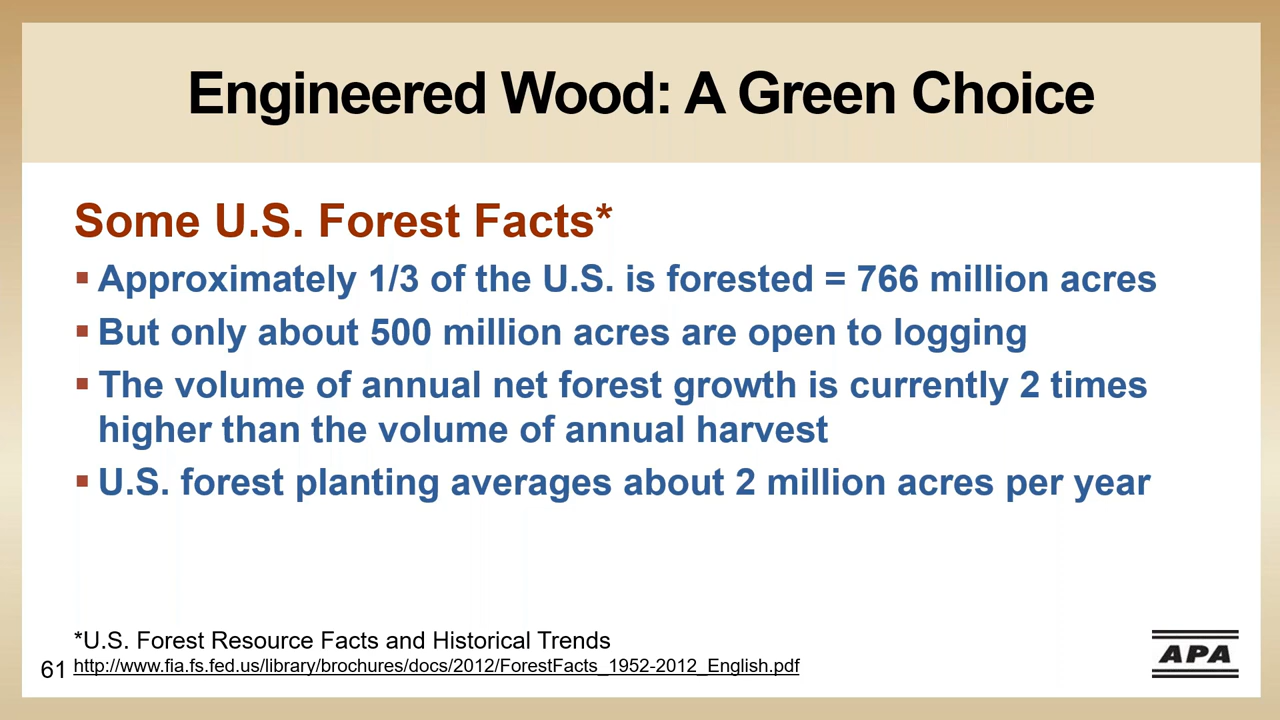 Engineered Wood: A Green Choice
Some U.S. Forest Facts*
▪ Approximately 1/3 of the U.S. is forested = 766 million acres
▪ But only about 500 million acres are open to logging
▪ The volume of annual net forest growth is currently 2 times
higher than the volume of annual harvest
▪ U.S. forest planting averages about 2 million acres per year
*U.S. Forest Resource Facts and Historical Trends
61 http://www.fia.fs.fed.us/library/brochures/docs/2012/ForestFacts_1952-2012_English.pdf
APA